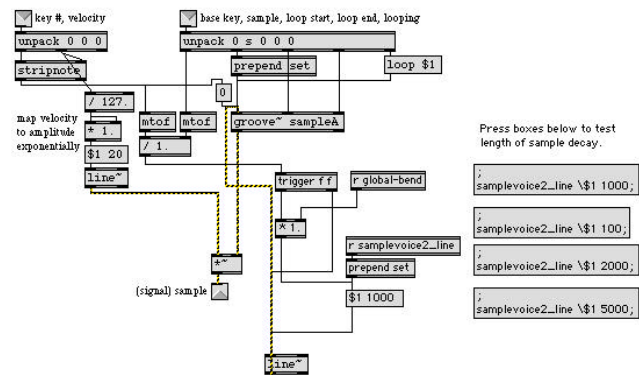 key #, velocity
base key, sample, loop start, loop end, looping
unpack 0 0 0
unpack 0 s 0 0 0
stripnote
prepend set
loop $1
/ 127.
0
map velocity
to amplitude
exponentially
* 1.
mtof
mtof
groove~ sampleA
$1 20
/ 1.
line~
trigger f f
r global-bend
* 1.
r samplevoice2_line
*~
prepend set
(signal) sample
$1 1000
line~
Press boxes below to test
length of sample decay.
;
samplevoice2_line \$1 1000;
;
samplevoice2_line \$1 100;
;
samplevoice2_line \$1 2000;
;
samplevoice2_line \$1 5000;